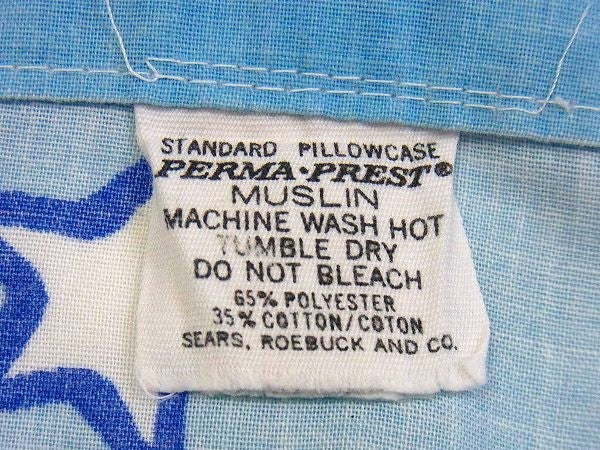 STANDARD PILLOWCASE
PERMA·PREST®
MUSLIN
MACHINE WASH HOT
TUMBLE DRY
DO NOT BLEACH
65% POLYESTER
35% COTTON/COTON
SEARS, ROEBUCK AND CO.